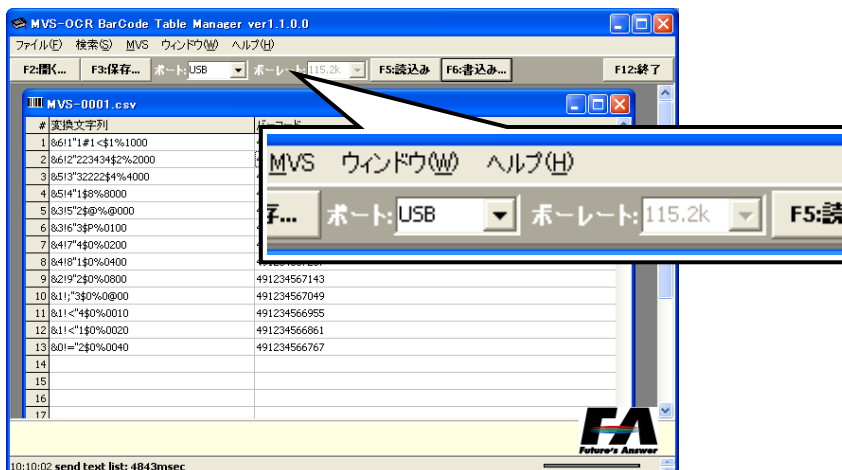 MVS-OCR BarCode Table Manager ver1.1.0.0
ファイル(F) 検索(S) MVS ウィンドウ(W) ヘルプ(H)
F2:開く... F3:保存... ポート: USB ボーレート: 115.2k F5:読込み F6:書込み... F12:終了
MVS-0001.csv
# 変換文字列 バーコード
1 &6!1"1#1<$1%1000
2 &6!2"223434$2%2000
3 &5!3"32222$4%4000
4 &5!4"1$8%8000
5 &3!5"2$@%@000
6 &3!6"3$P%0100
7 &4!7"4$0%0200
8 &4!8"1$0%0400
9 &2!9"2$0%0800 491234567143
10 &1!;"3$0%0@00 491234567049
11 &1!<"4$0%0010 491234566955
12 &1!<"1$0%0020 491234566861
13 &0!="2$0%0040 491234566767
14
15
16
17
MVS ウィンドウ(W) ヘルプ(H)
存... ポート: USB ボーレート: 115.2k F5:読
FA
Future's Answer
10:10:02 send text list: 4843msec